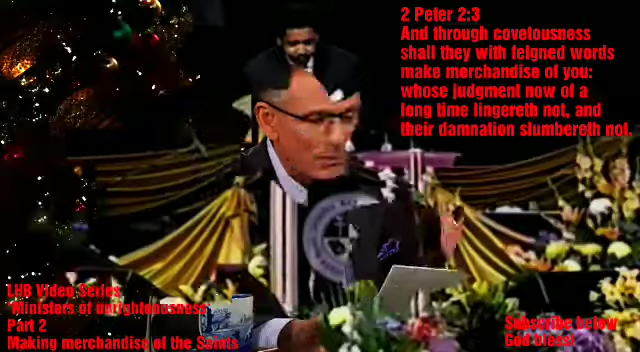 2 Peter 2:3
And through covetousness
shall they with feigned words
make merchandise of you:
whose judgment now of a
long time lingereth not, and
their damnation slumbereth not.
LHB Video Series
"Ministers of unrighteousness"
Part 2
Making merchandise of the Saints
Subscribe below
God bless!